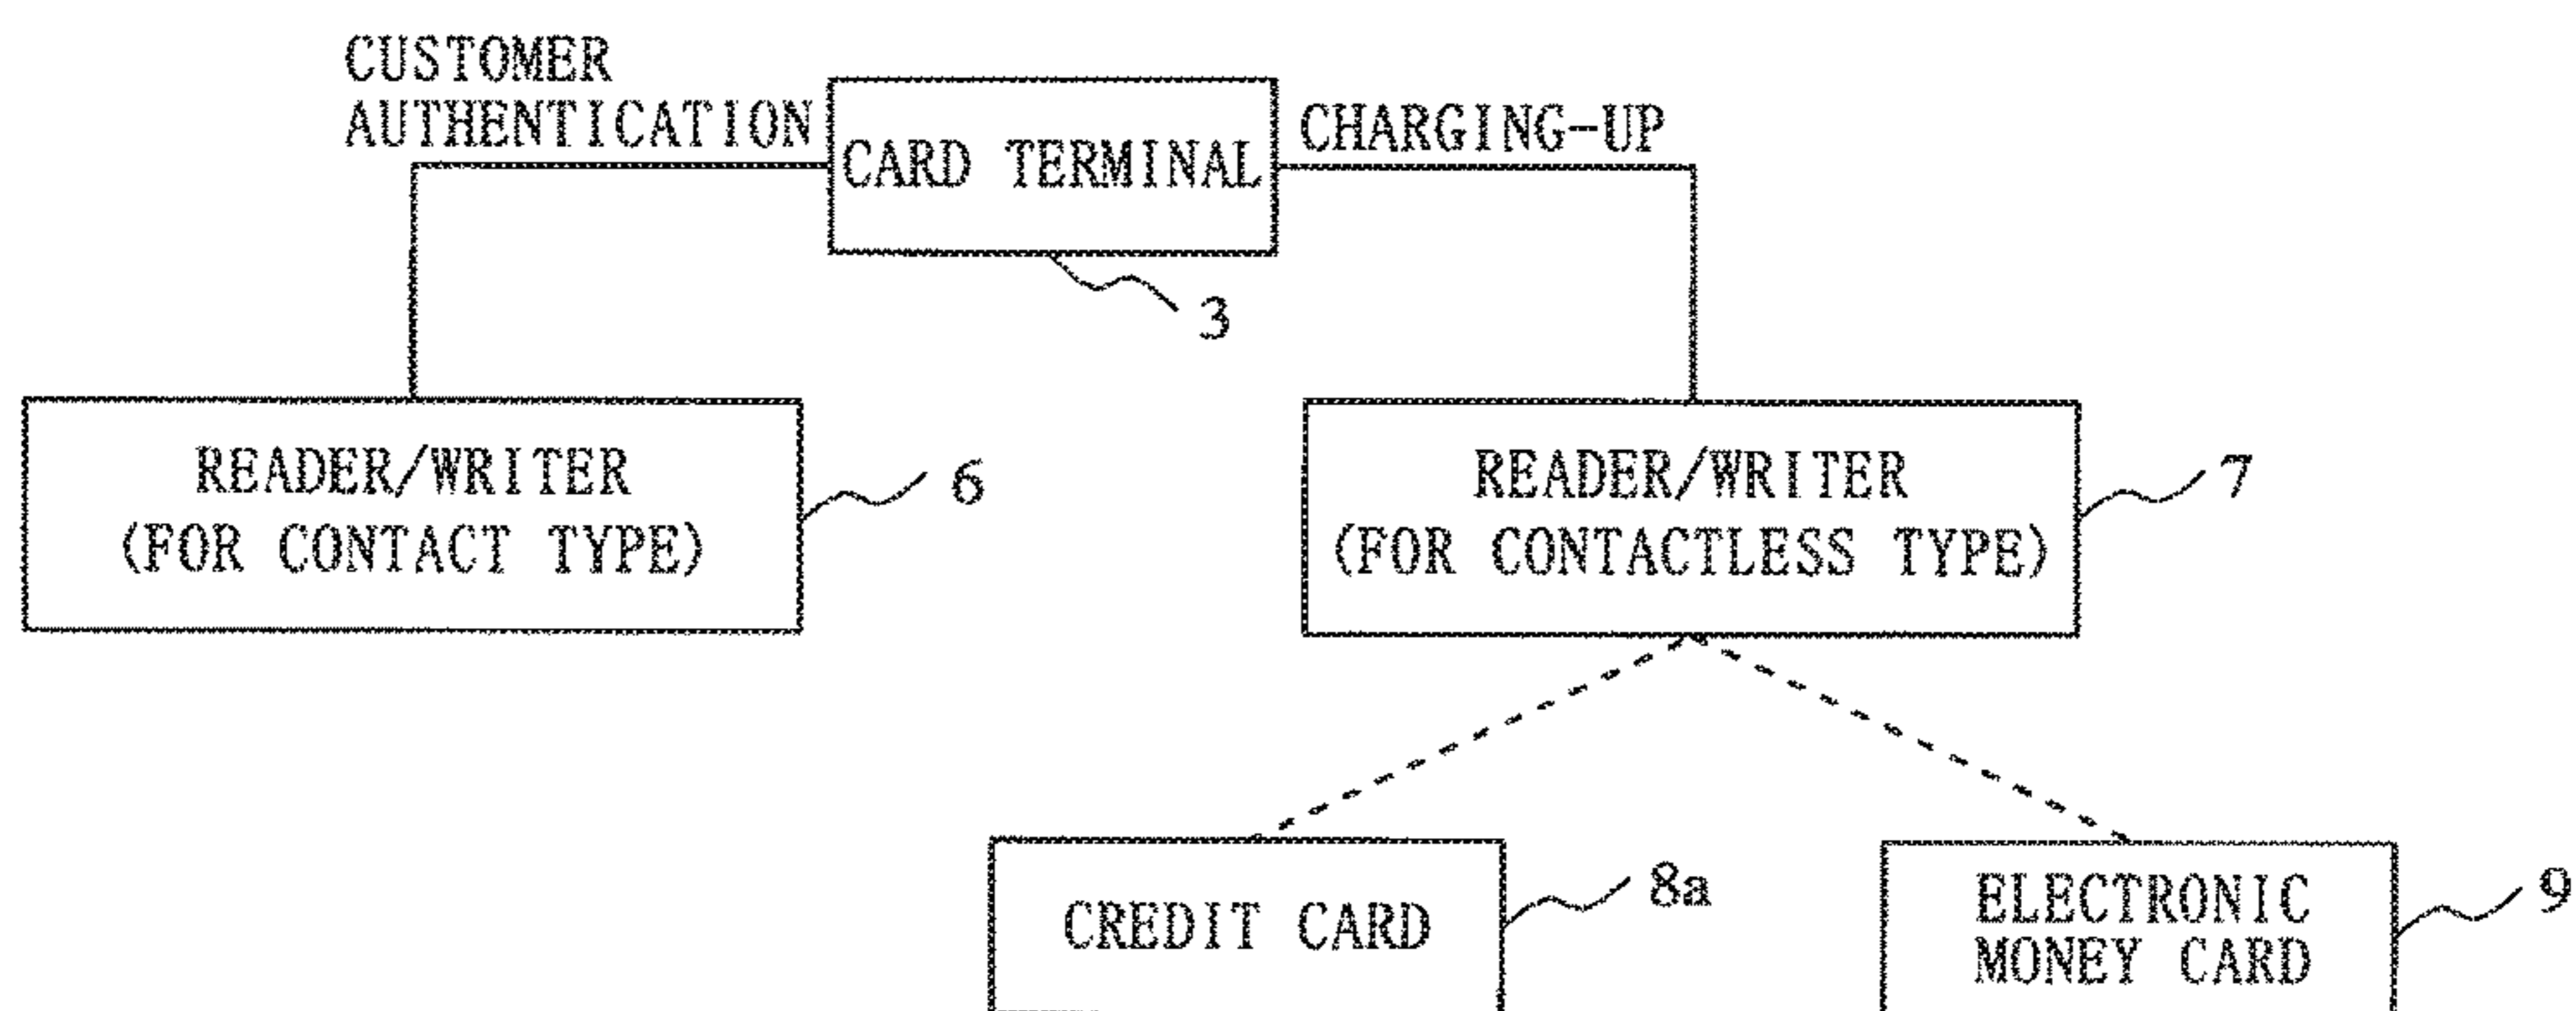 CUSTOMER
AUTHENTICATION
CARD TERMINAL
CHARGING-UP
3
READER/WRITER
(FOR CONTACT TYPE)
6
READER/WRITER
(FOR CONTACTLESS TYPE)
7
CREDIT CARD
8a
ELECTRONIC
MONEY CARD
9